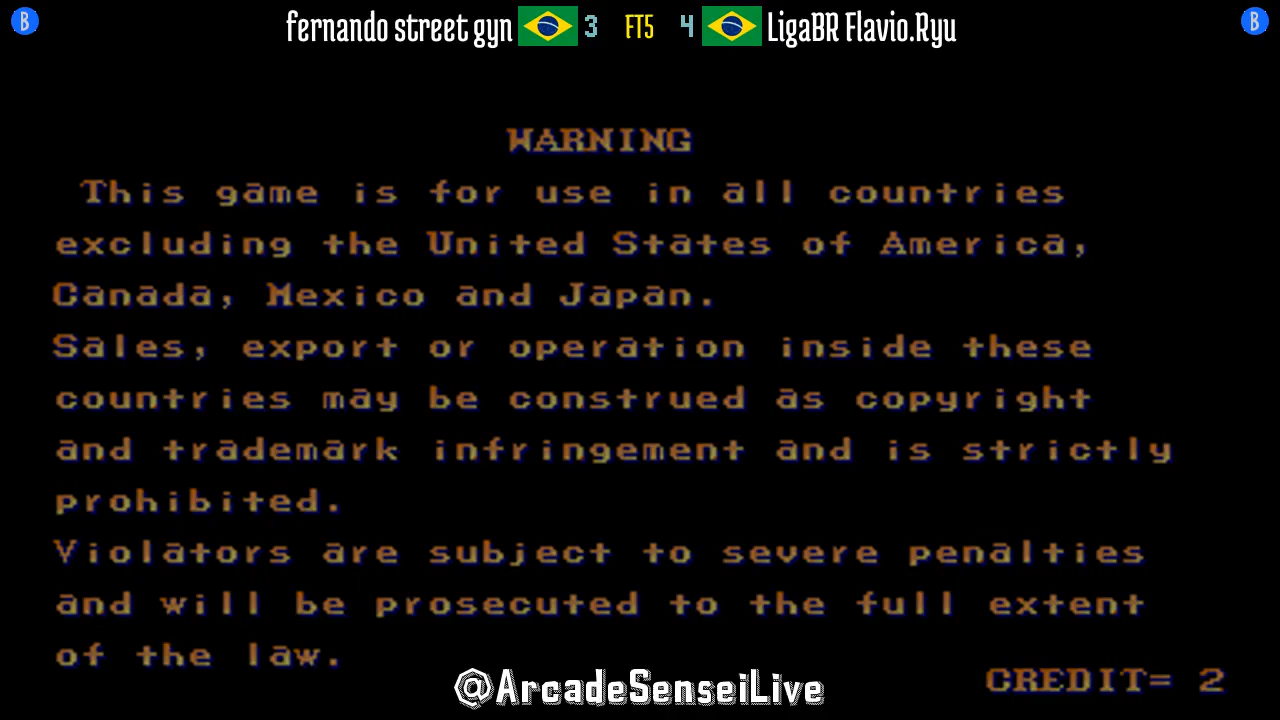 B fernando street gyn 3 FT5 4 LigaBR Flavio.Ryu B
WARNING
This game is for use in all countries
excluding the United States of America,
Canada, Mexico and Japan.
Sales, export or operation inside these
countries may be construed as copyright
and trademark infringement and is strictly
prohibited.
Violators are subject to severe penalties
and will be prosecuted to the full extent
of the law.
@ArcadeSenseiLive
CREDIT= 2